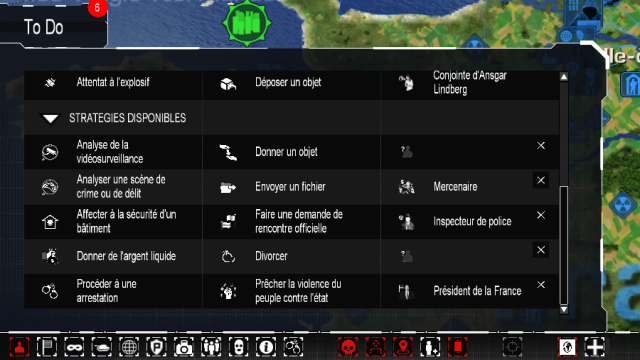 6
To Do
Attentat à l'explosif
Déposer un objet
Conjointe d'Ansgar
Lindberg
STRATEGIES DISPONIBLES
Analyse de la
vidéosurveillance
Donner un objet
Analyser une scène de
crime ou de délit
Envoyer un fichier
Mercenaire
Affecter à la sécurité d'un
bâtiment
Faire une demande de
rencontre officielle
Inspecteur de police
Donner de l'argent liquide
Divorcer
Procéder à une
arrestation
Prêcher la violence du
peuple contre l'état
Président de la France